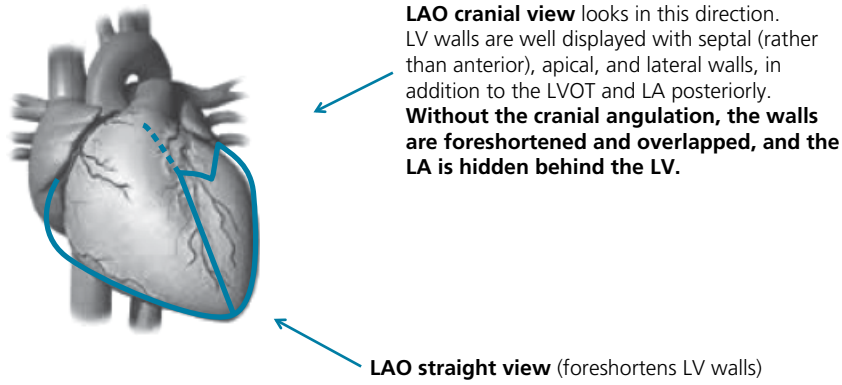 LAO cranial view looks in this direction.
LV walls are well displayed with septal (rather
than anterior), apical, and lateral walls, in
addition to the LVOT and LA posteriorly.
Without the cranial angulation, the walls
are foreshortened and overlapped, and the
LA is hidden behind the LV.
LAO straight view (foreshortens LV walls)